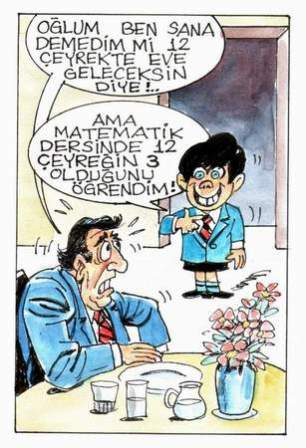 OĞLUM, BEN SANA
DEMEDİM Mİ 12
ÇEYREKTE EVE
GELECEKSİN
DİYE!..
AMA
MATEMATİK
DERSİNDE 12
ÇEYREĞİN 3
OLDUĞUNU
ÖĞRENDİM!